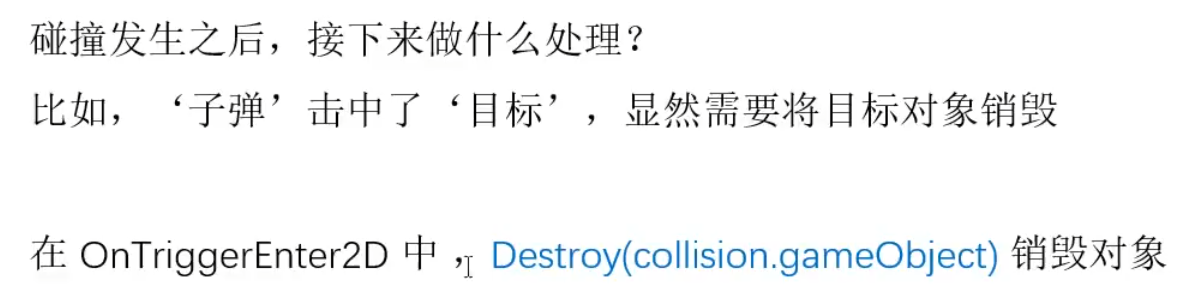 碰撞发生之后，接下来做什么处理？
比如，‘子弹’击中了‘目标’，显然需要将目标对象销毁
在 OnTriggerEnter2D 中， Destroy(collision.gameObject) 销毁对象